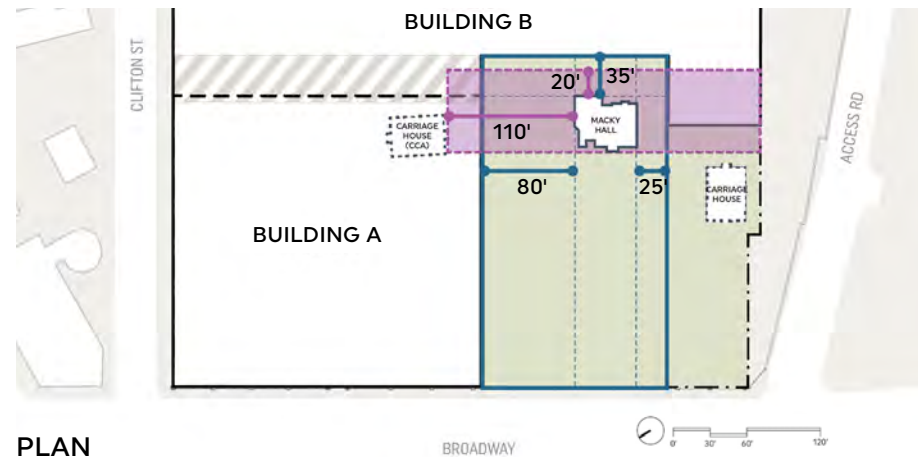 BUILDING B
CLIFTON ST
20'
35'
110'
MACKY
HALL
CARRIAGE
HOUSE
(CCA)
ACCESS RD
80'
25'
CARRIAGE
HOUSE
BUILDING A
PLAN
BROADWAY
0'
30'
60'
120'